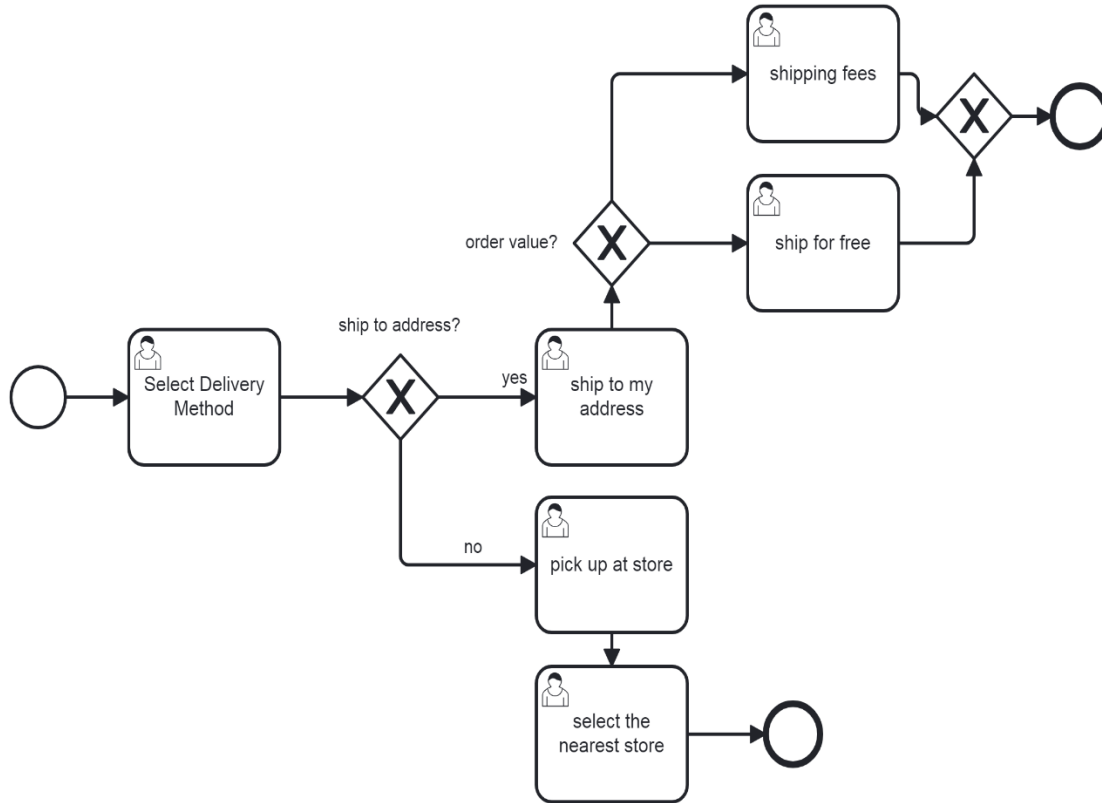 shipping fees
order value?
ship for free
ship to address?
Select Delivery
Method
yes
ship to my
address
no
pick up at store
select the
nearest store